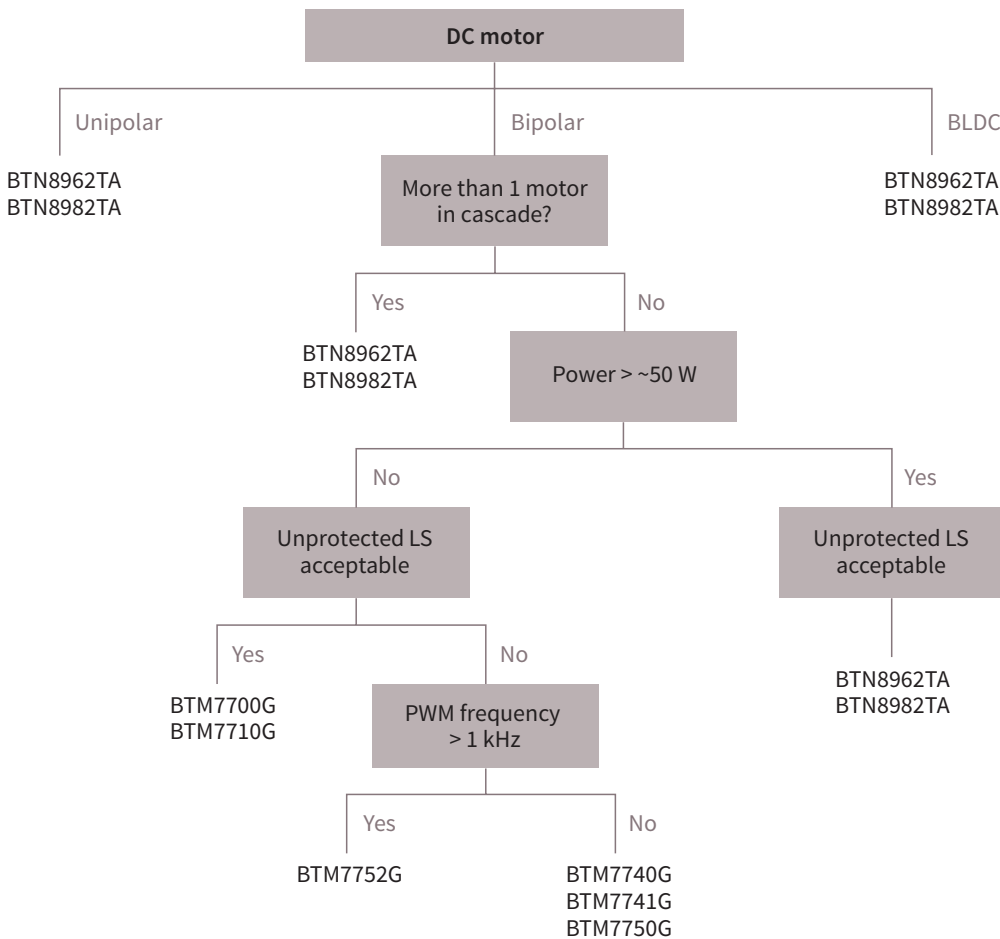 DC motor
Unipolar
Bipolar
BLDC
BTN8962TA
BTN8982TA
More than 1 motor
in cascade?
BTN8962TA
BTN8982TA
Yes
No
BTN8962TA
BTN8982TA
Power > ~50 W
No
Yes
Unprotected LS
acceptable
Unprotected LS
acceptable
Yes
No
BTM7700G
BTM7710G
PWM frequency
> 1 kHz
BTN8962TA
BTN8982TA
Yes
No
BTM7752G
BTM7740G
BTM7741G
BTM7750G